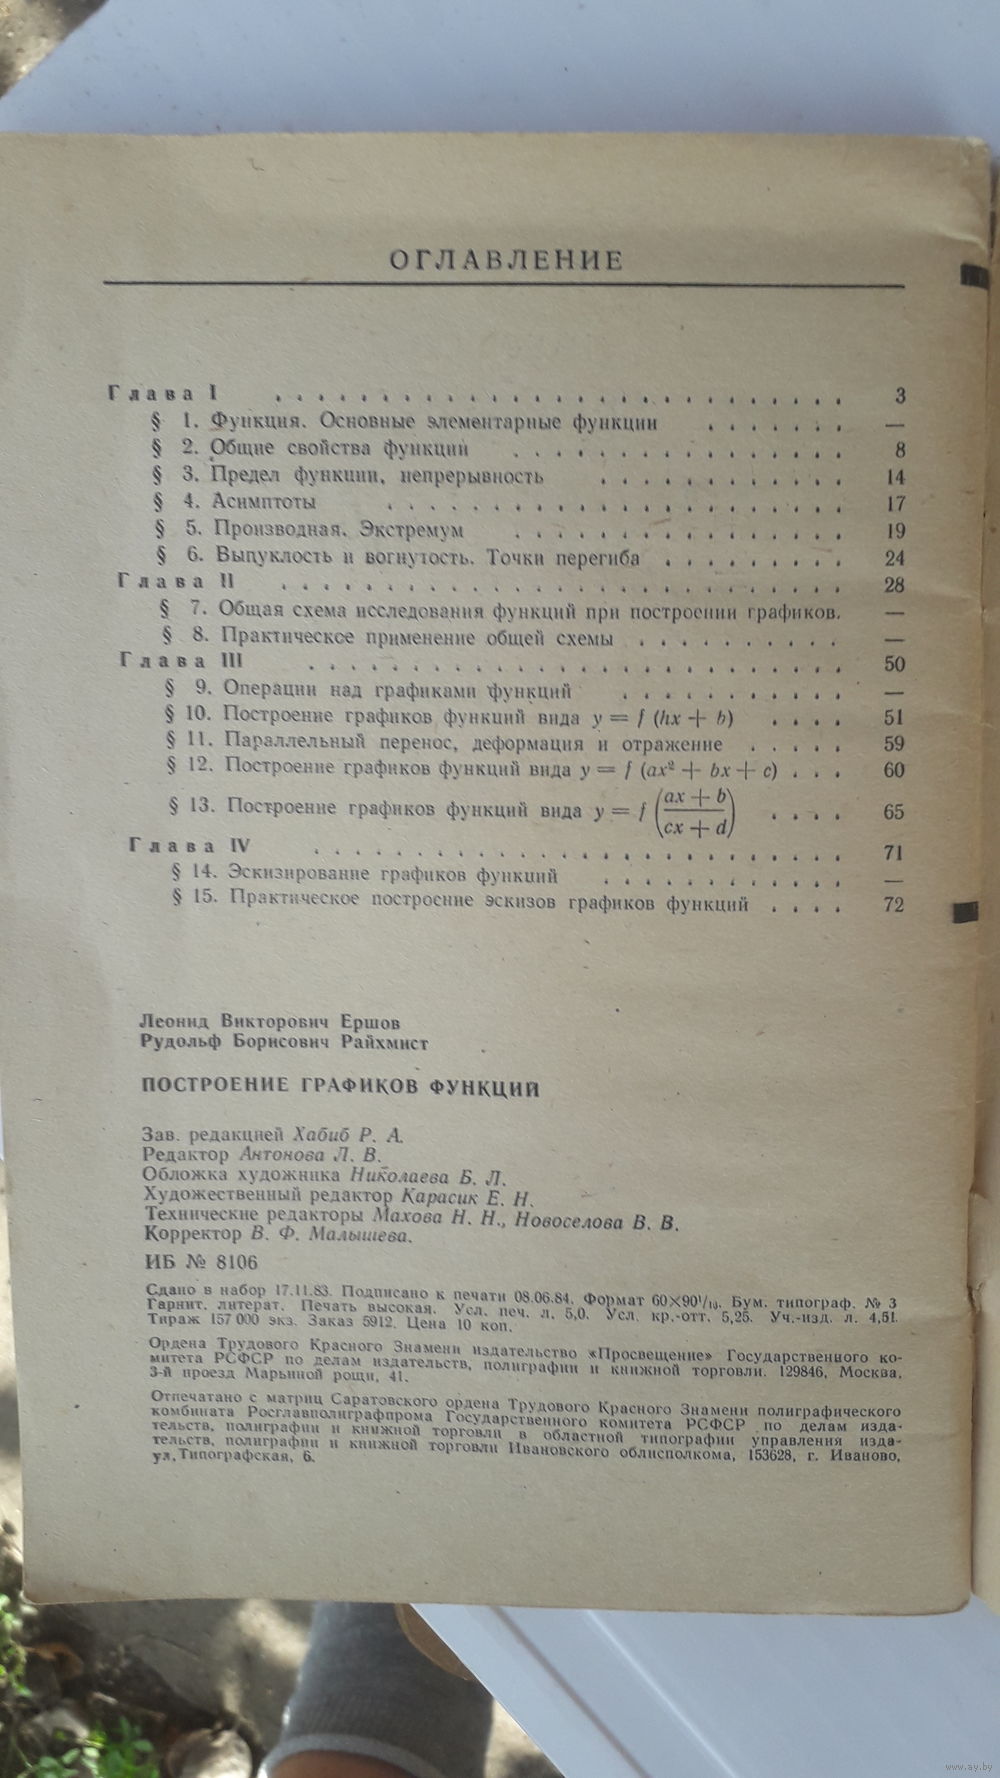 ОГЛАВЛЕНИЕ
Глава I . . . . . . . . . . . . . . . . . . . . . . . . 3
§ 1. Функция. Основные элементарные функции . . . . . . . —
§ 2. Общие свойства функции . . . . . . . . . . . . . . 8
§ 3. Предел функции, непрерывность . . . . . . . . . . . 14
§ 4. Асимптоты . . . . . . . . . . . . . . . . . . 17
§ 5. Производная. Экстремум . . . . . . . . . . . . . . 19
§ 6. Выпуклость и вогнутость. Точки перегиба . . . . . . . . 24
Глава II . . . . . . . . . . . . . . . . . . . . . . . 28
§ 7. Общая схема исследования функций при построении графиков. —
§ 8. Практическое применение общей схемы . . . . . . . . . —
Глава III . . . . . . . . . . . . . . . . . . . . . . 50
§ 9. Операции над графиками функций . . . . . . . . . . —
§ 10. Построение графиков функций вида y = f (hx + b) . . . . 51
§ 11. Параллельный перенос, деформация и отражение . . . . . 59
§ 12. Построение графиков функций вида y = f (ax² + bx + c) . . . 60
§ 13. Построение графиков функций вида y = f ((ax + b)/(cx + d)) . . . . 65
Глава IV . . . . . . . . . . . . . . . . . . . . . . 71
§ 14. Эскизирование графиков функций . . . . . . . . . . . —
§ 15. Практическое построение эскизов графиков функций . . . . 72
Леонид Викторович Ершов
Рудольф Борисович Райхмист
ПОСТРОЕНИЕ ГРАФИКОВ ФУНКЦИЙ
Зав. редакцией Хабиб Р. А.
Редактор Антонова Л. В.
Обложка художника Николаева Б. Л.
Художественный редактор Карасик Е. Н.
Технические редакторы Махова Н. Н., Новоселова В. В.
Корректор В. Ф. Малышева.
ИБ № 8106
Сдано в набор 17.11.83. Подписано к печати 08.06.84. Формат 60×90¹/₁₆. Бум. типограф. № 3
Гарнит. литерат. Печать высокая. Усл. печ. л. 5,0. Усл. кр.-отт. 5,25. Уч.-изд. л. 4,51.
Тираж 157 000 экз. Заказ 5912. Цена 10 коп.
Ордена Трудового Красного Знамени издательство «Просвещение» Государственного ко-
митета РСФСР по делам издательств, полиграфии и книжной торговли. 129846, Москва,
3-й проезд Марьиной рощи, 41.
Отпечатано с матриц Саратовского ордена Трудового Красного Знамени полиграфического
комбината Росглавполиграфпрома Государственного комитета РСФСР по делам изда-
тельств, полиграфии и книжной торговли в областной типографии управления изда-
тельств, полиграфии и книжной торговли Ивановского облисполкома, 153628, г. Иваново,
ул. Типографская, 6.
www.ay.by